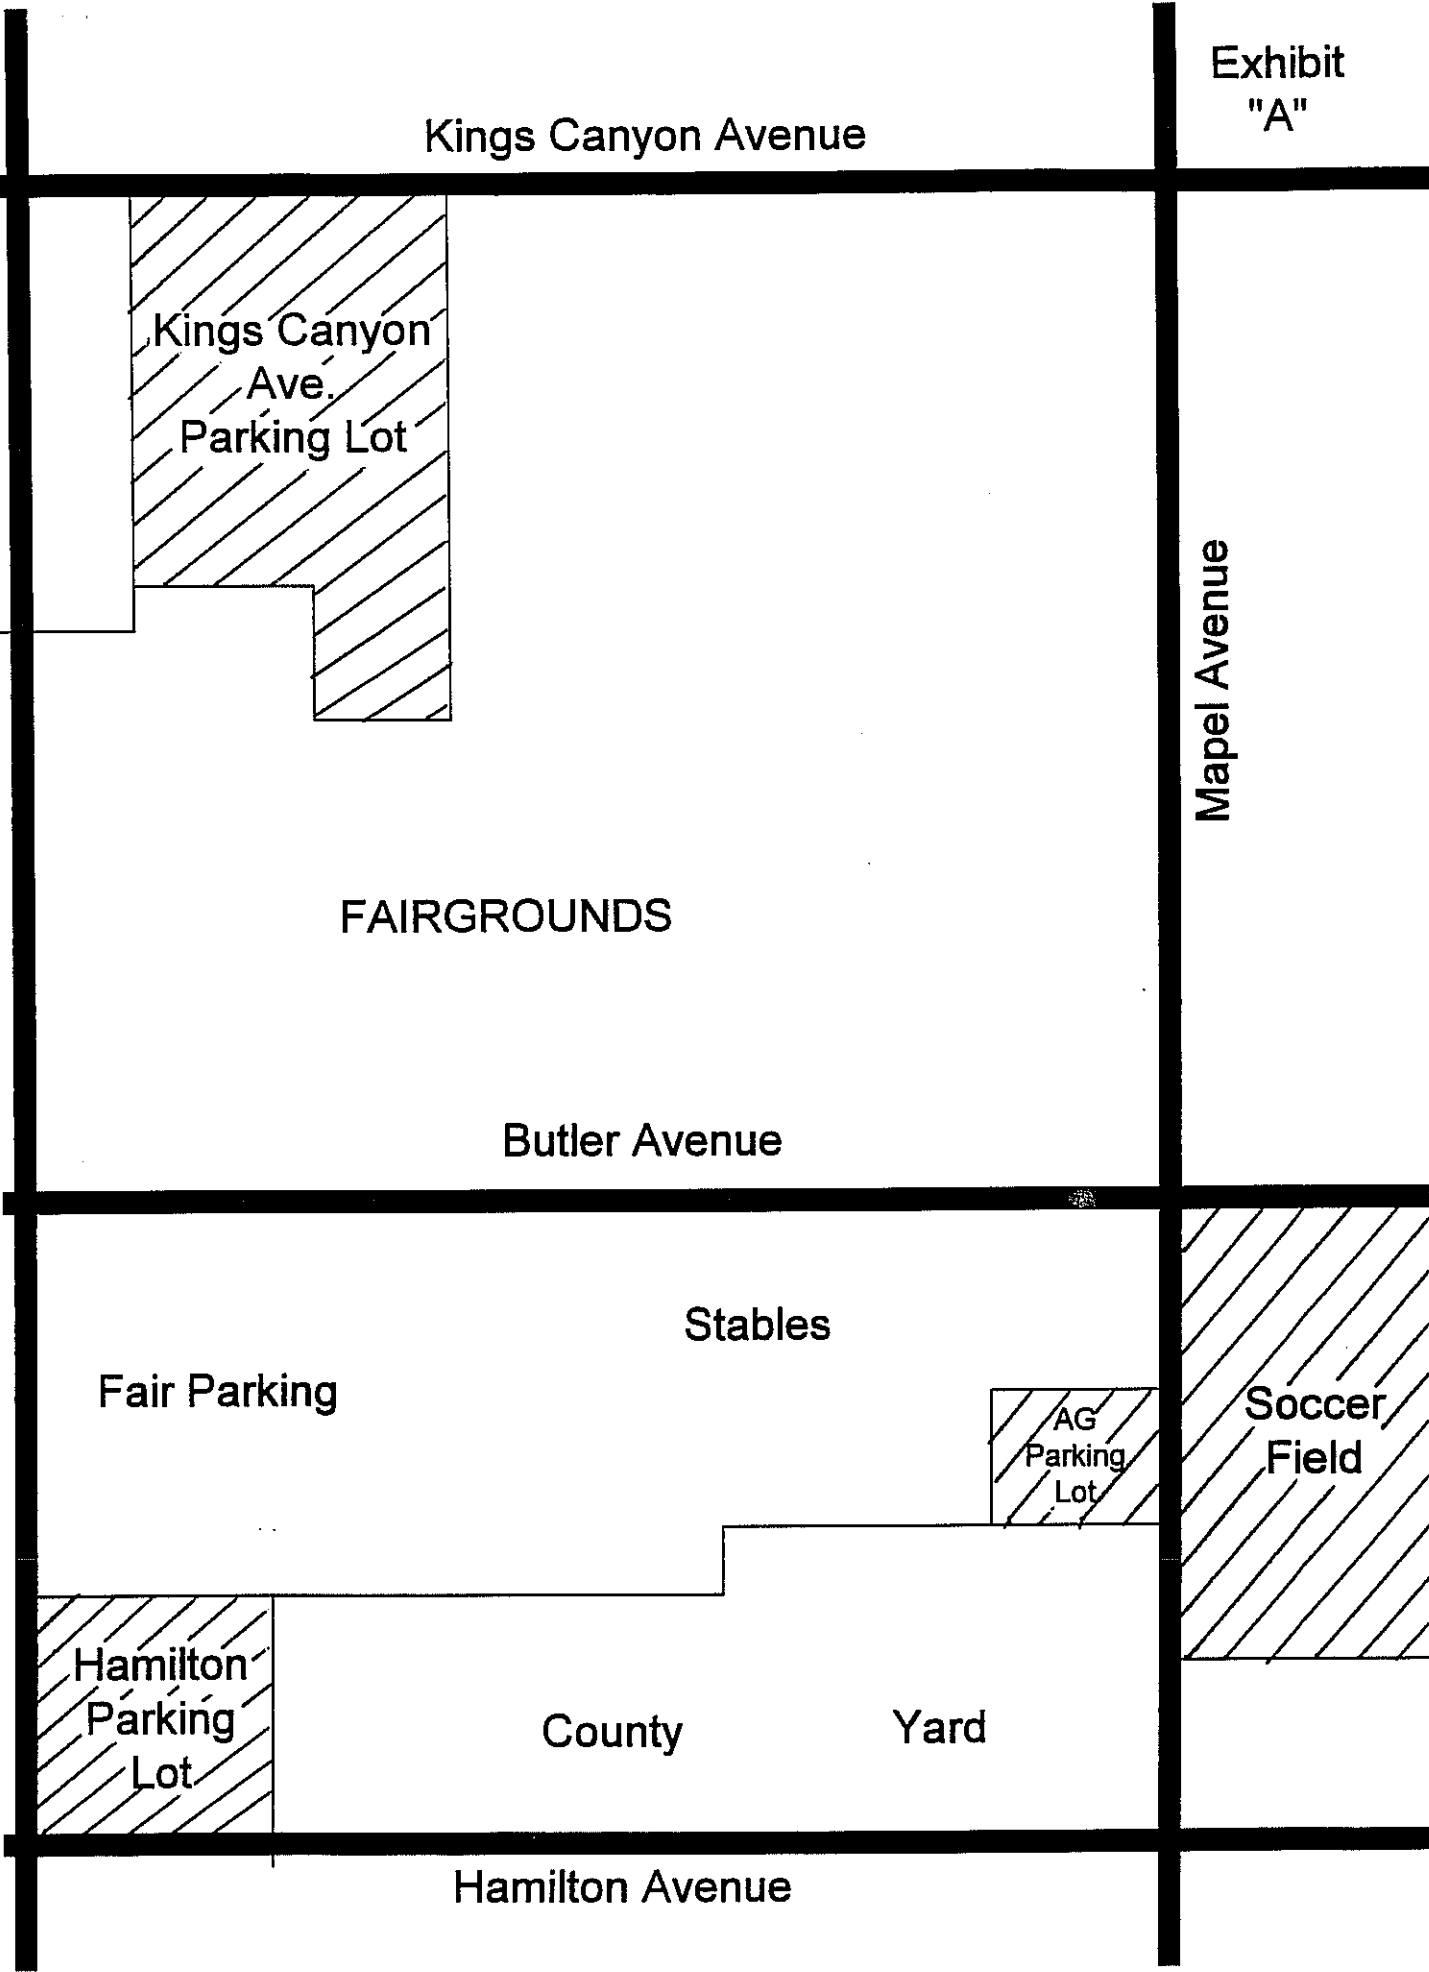 Exhibit
"A"
Kings Canyon Avenue
Kings Canyon
Ave.
Parking Lot
Mapel Avenue
FAIRGROUNDS
Butler Avenue
Stables
Fair Parking
AG
Parking
Lot
Soccer
Field
Hamilton
Parking
Lot
County Yard
Hamilton Avenue